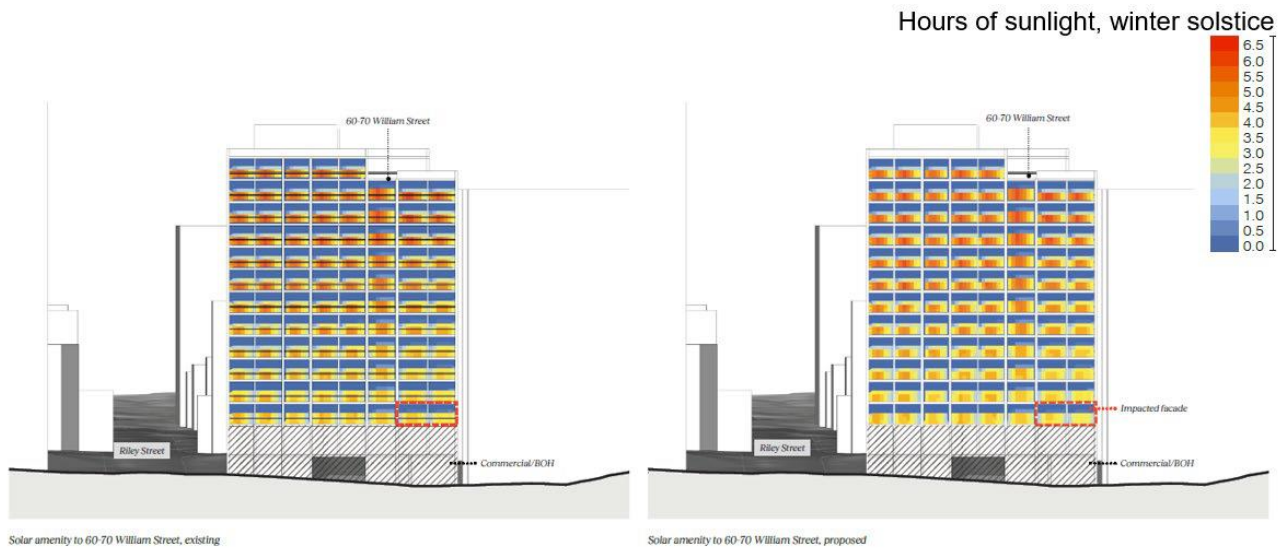 Hours of sunlight, winter solstice
6.5
6.0
5.5
5.0
4.5
4.0
3.5
3.0
2.5
2.0
1.5
1.0
0.5
0.0
60-70 William Street
Riley Street
Commercial/BOH
Solar amenity to 60-70 William Street, existing
60-70 William Street
Impacted facade
Riley Street
Commercial/BOH
Solar amenity to 60-70 William Street, proposed